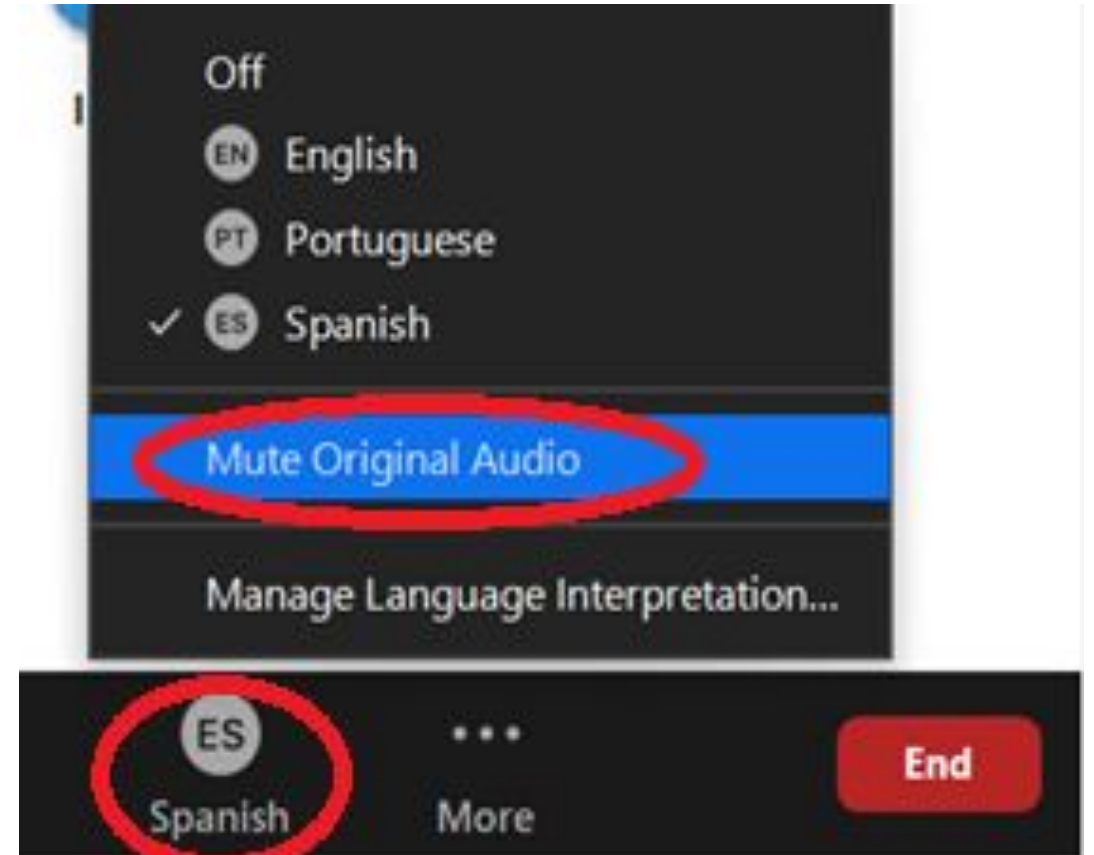 Off
EN English
PT Portuguese
ES Spanish
Mute Original Audio
Manage Language Interpretation...
ES
Spanish
More
End